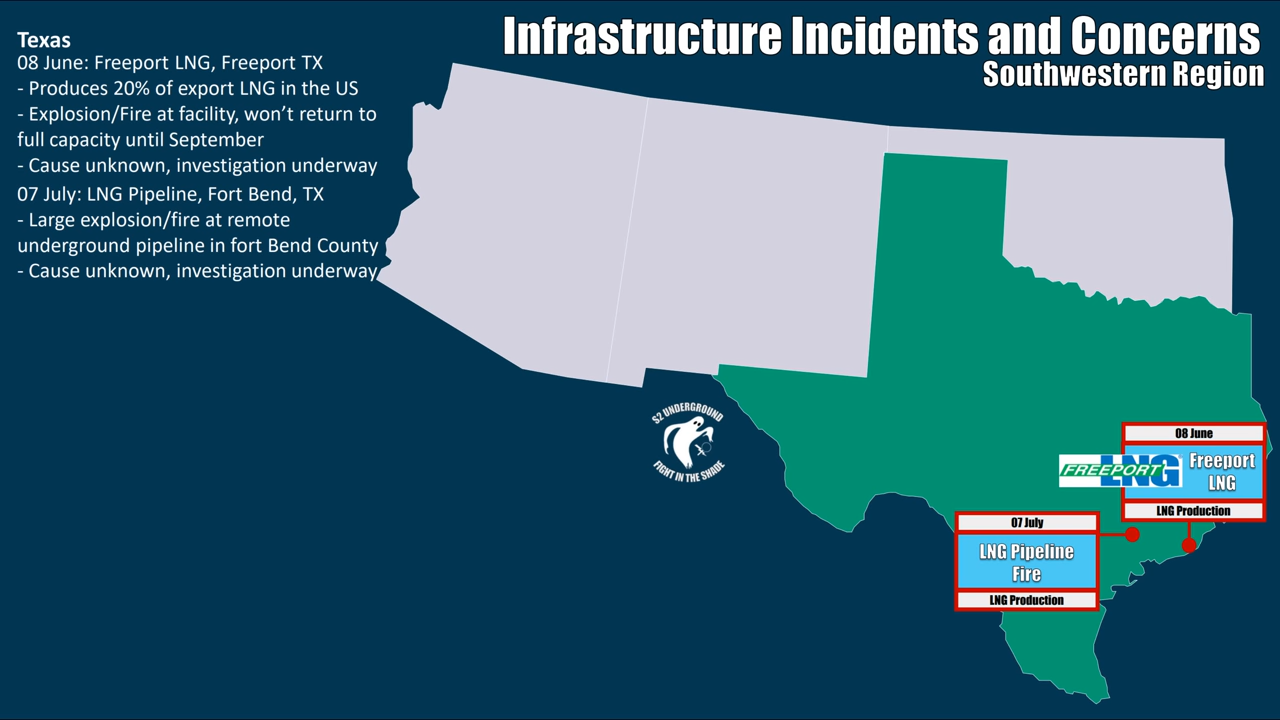 Infrastructure Incidents and Concerns
Southwestern Region
Texas
08 June: Freeport LNG, Freeport TX
- Produces 20% of export LNG in the US
- Explosion/Fire at facility, won’t return to
full capacity until September
- Cause unknown, investigation underway
07 July: LNG Pipeline, Fort Bend, TX
- Large explosion/fire at remote
underground pipeline in fort Bend County
- Cause unknown, investigation underway
S2 UNDERGROUND
FIGHT IN THE SHADE
08 June
FREEPORT LNG
Freeport
LNG
LNG Production
07 July
LNG Pipeline
Fire
LNG Production